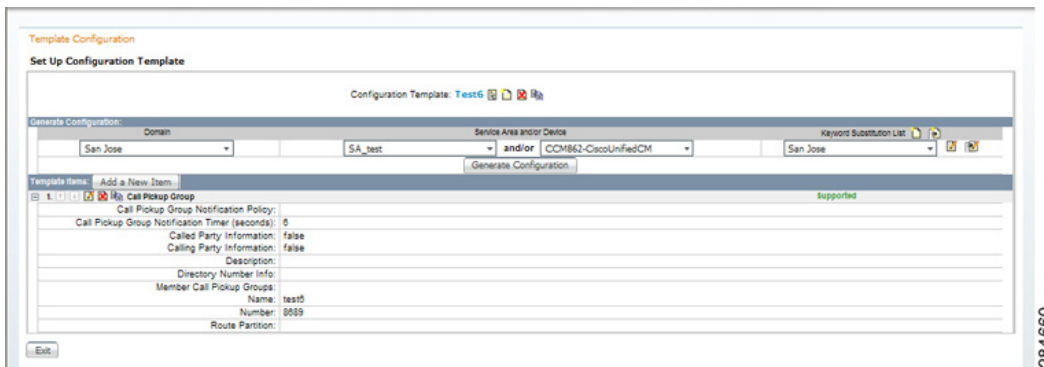 Template Configuration
Set Up Configuration Template
Configuration Template: Test6
Generate Configuration:
Domain Service Area and/or Device Keyword Substitution List
San Jose SA_test and/or CCM862-CiscoUnifiedCM San Jose
Generate Configuration
Template Items: Add a New Item
1. Call Pickup Group Supported
Call Pickup Group Notification Policy:
Call Pickup Group Notification Timer (seconds): 6
Called Party Information: false
Calling Party Information: false
Description:
Directory Number Info:
Member Call Pickup Groups:
Name: test6
Number: 8689
Route Partition:
Exit
284660